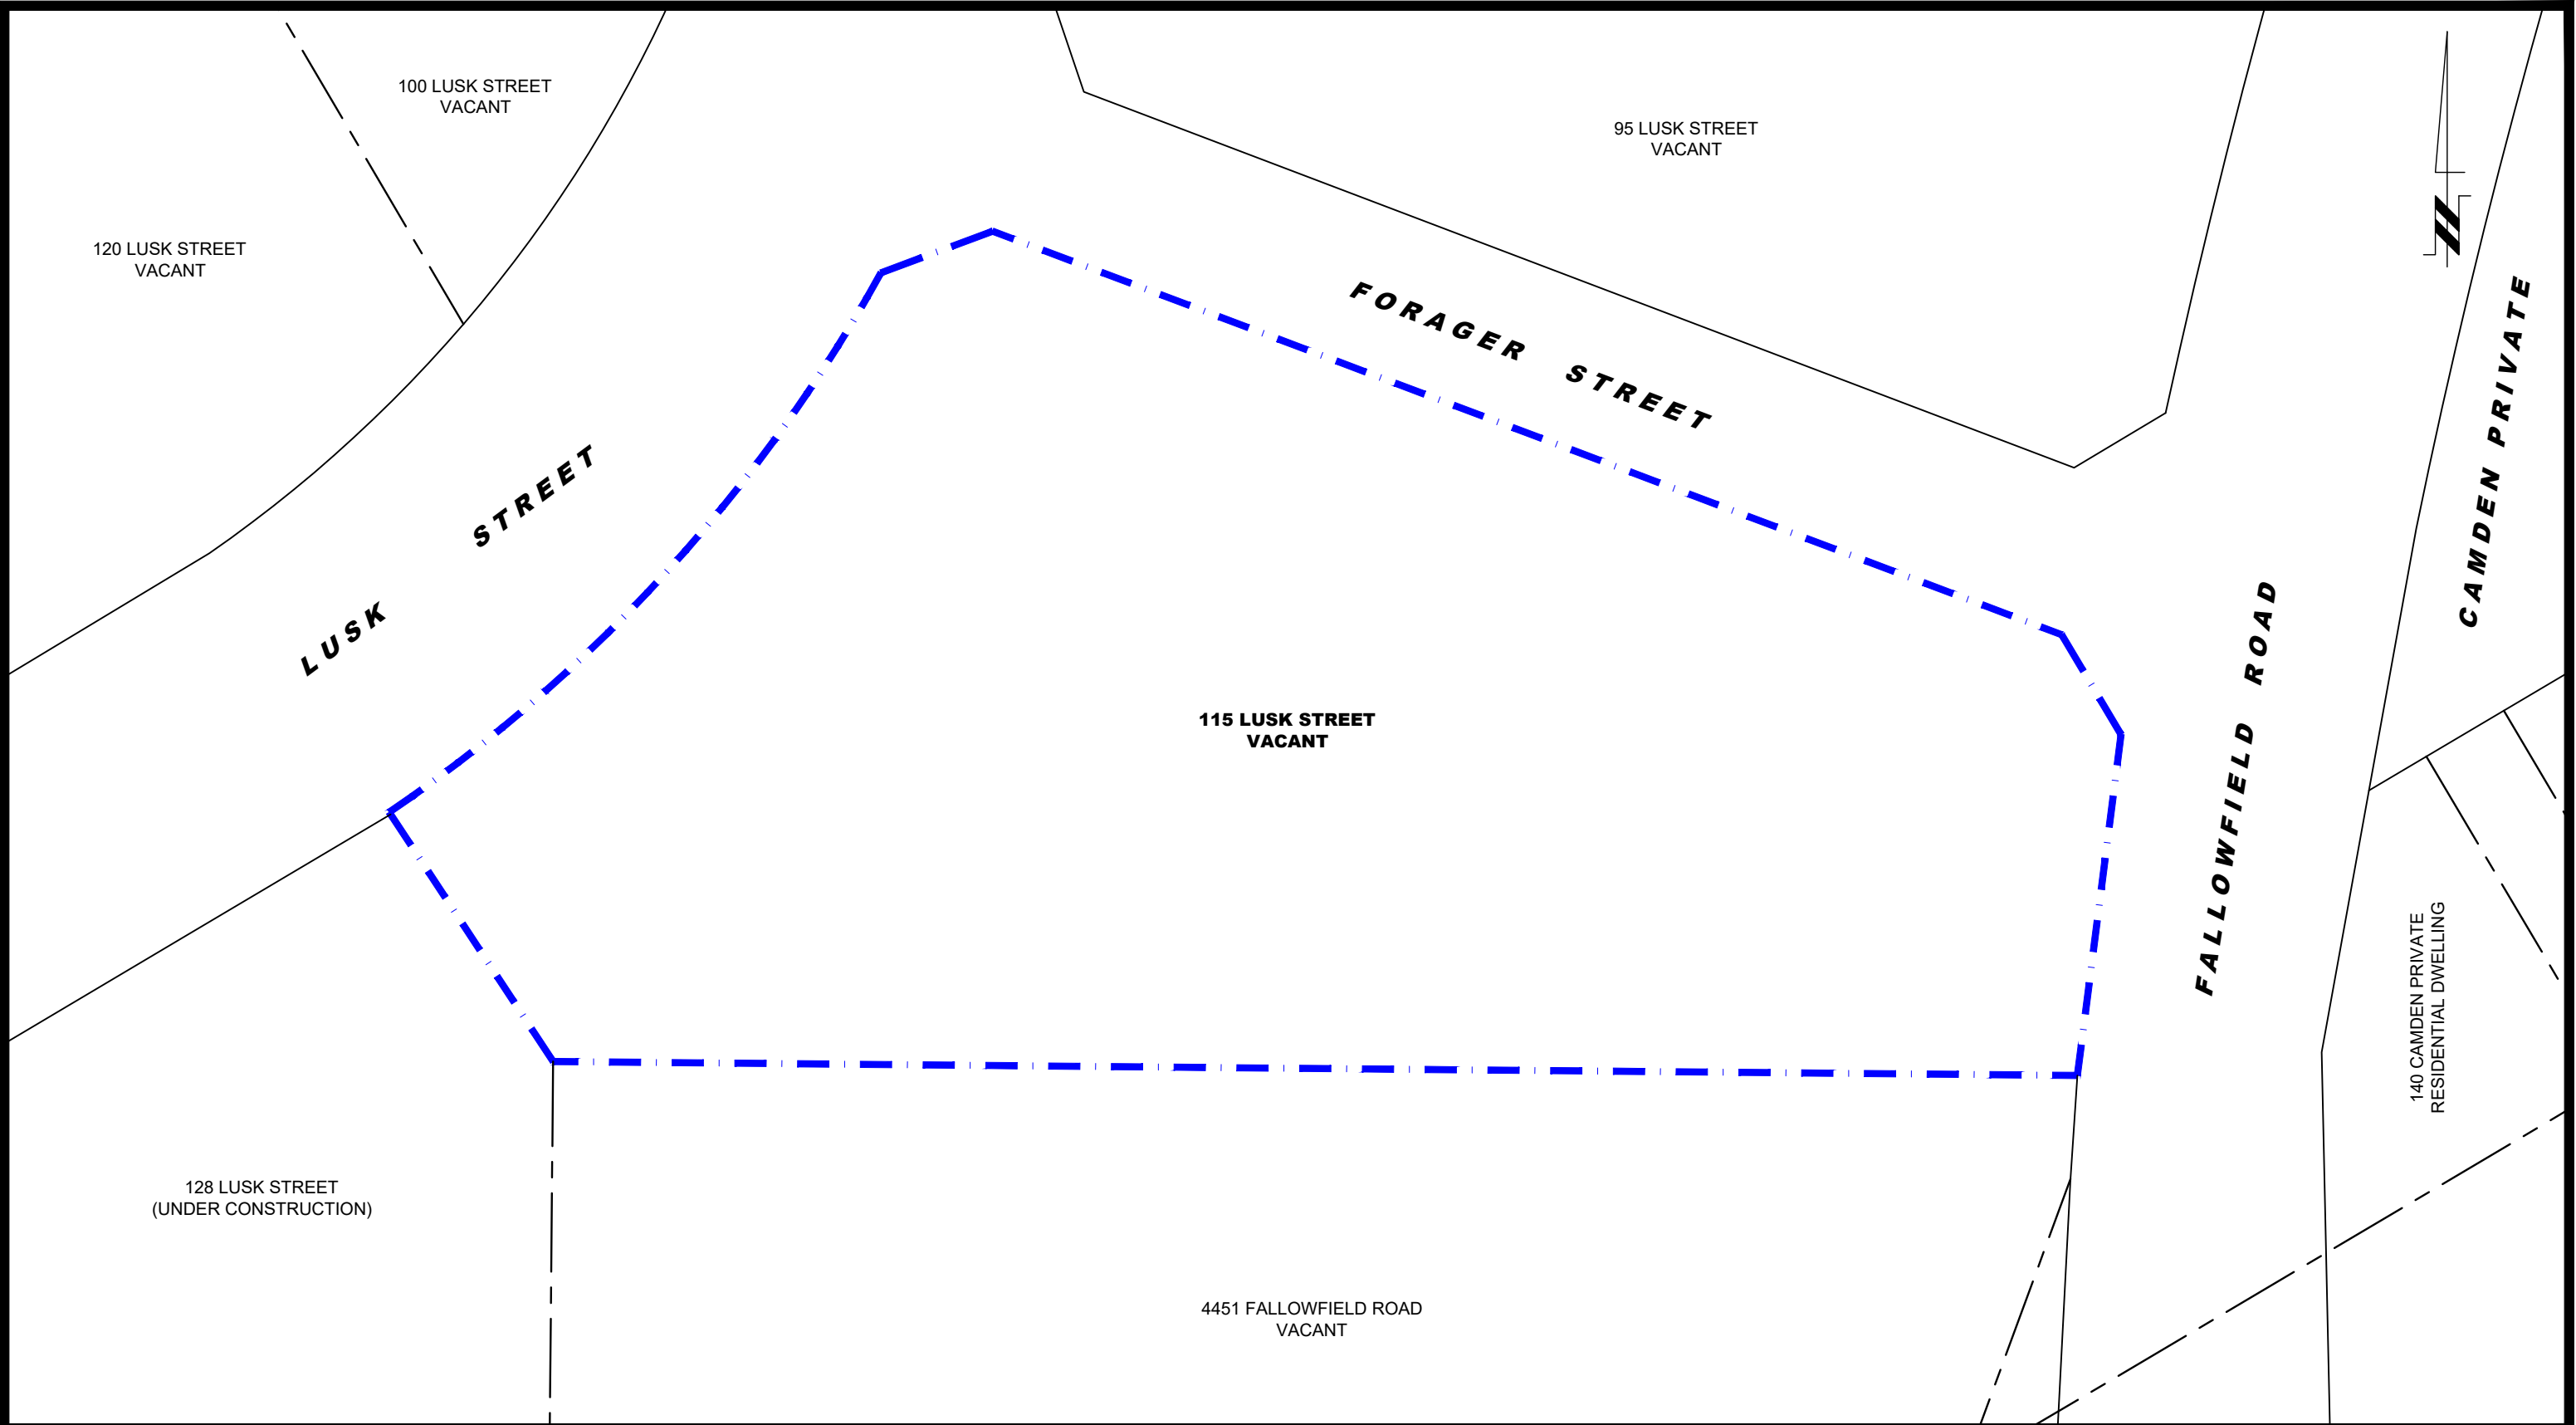 100 LUSK STREET
VACANT
95 LUSK STREET
VACANT
120 LUSK STREET
VACANT
N
FORAGER STREET
CAMDEN PRIVATE
LUSK STREET
FALLOWFIELD ROAD
115 LUSK STREET
VACANT
140 CAMDEN PRIVATE
RESIDENTIAL DWELLING
128 LUSK STREET
(UNDER CONSTRUCTION)
4451 FALLOWFIELD ROAD
VACANT